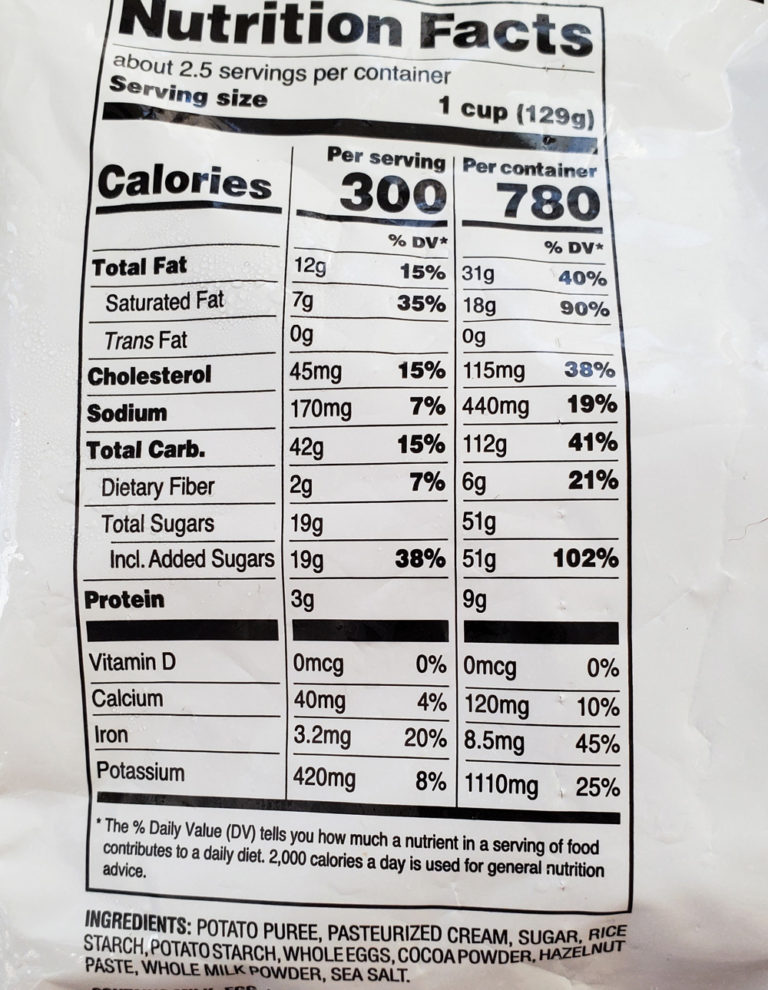 Nutrition Facts
about 2.5 servings per container
Serving size 1 cup (129g)
Per serving Per container
Calories 300 780
% DV* % DV*
Total Fat 12g 15% 31g 40%
Saturated Fat 7g 35% 18g 90%
Trans Fat 0g 0g
Cholesterol 45mg 15% 115mg 38%
Sodium 170mg 7% 440mg 19%
Total Carb. 42g 15% 112g 41%
Dietary Fiber 2g 7% 6g 21%
Total Sugars 19g 51g
Incl. Added Sugars 19g 38% 51g 102%
Protein 3g 9g
Vitamin D 0mcg 0% 0mcg 0%
Calcium 40mg 4% 120mg 10%
Iron 3.2mg 20% 8.5mg 45%
Potassium 420mg 8% 1110mg 25%
* The % Daily Value (DV) tells you how much a nutrient in a serving of food
contributes to a daily diet. 2,000 calories a day is used for general nutrition
advice.
INGREDIENTS: POTATO PUREE, PASTEURIZED CREAM, SUGAR, RICE
STARCH, POTATO STARCH, WHOLE EGGS, COCOA POWDER, HAZELNUT
PASTE, WHOLE MILK POWDER, SEA SALT.